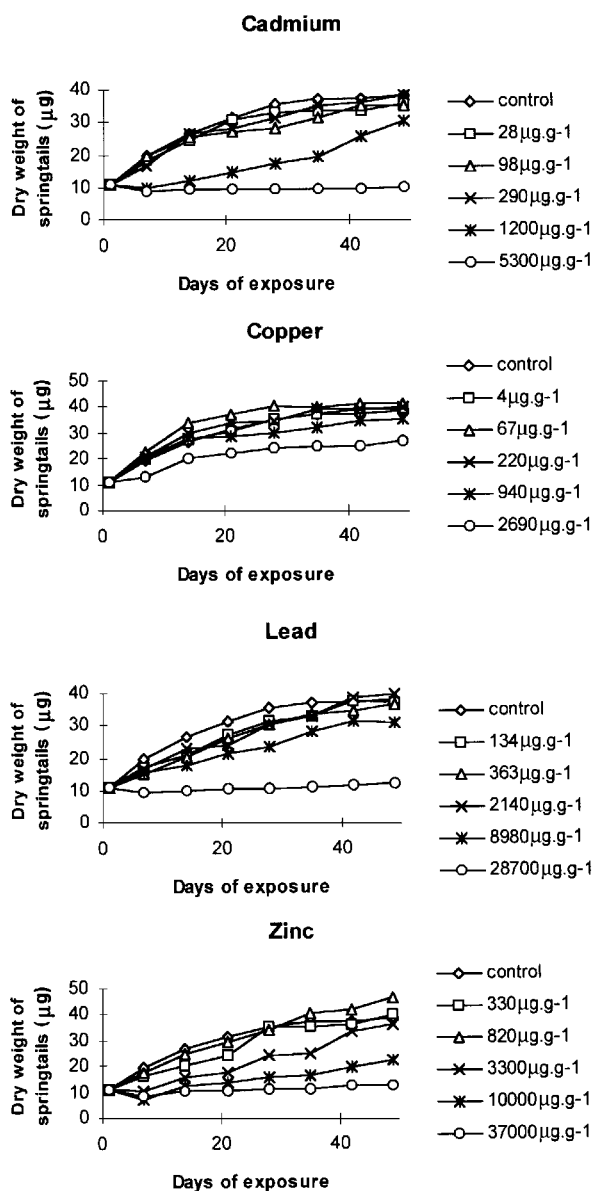 Cadmium
Dry weight of
springtails (µg)
40
30
20
10
0
0 20 40
Days of exposure
control
28µg.g-1
98µg.g-1
290µg.g-1
1200µg.g-1
5300µg.g-1
Copper
Dry weight of
springtails (µg)
50
40
30
20
10
0
0 20 40
Days of exposure
control
4µg.g-1
67µg.g-1
220µg.g-1
940µg.g-1
2690µg.g-1
Lead
Dry weight of
springtails (µg)
40
30
20
10
0
0 20 40
Days of exposure
control
134µg.g-1
363µg.g-1
2140µg.g-1
8980µg.g-1
28700µg.g-1
Zinc
Dry weight of
springtails (µg)
50
40
30
20
10
0
0 20 40
Days of exposure
control
330µg.g-1
820µg.g-1
3300µg.g-1
10000µg.g-1
37000µg.g-1